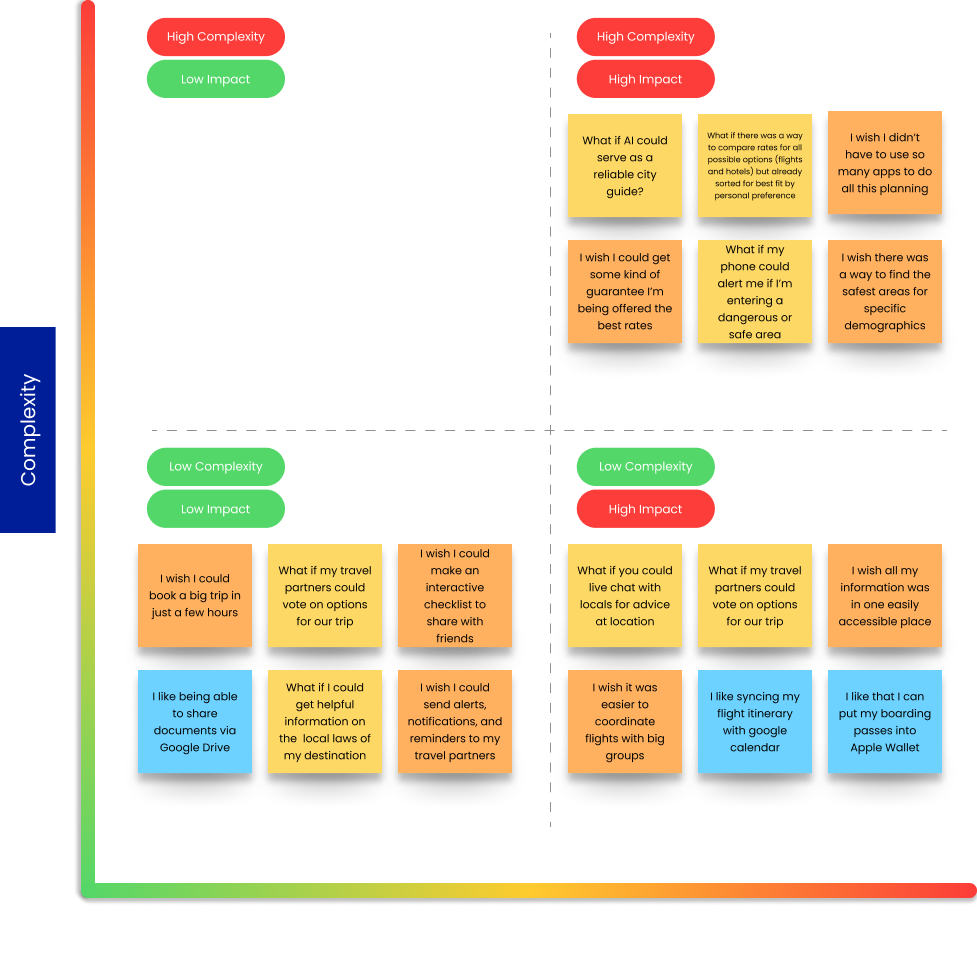 High Complexity
Low Impact
High Complexity
High Impact
What if AI could
serve as a
reliable city
guide?
What if there was a way
to compare rates for all
possible options (flights
and hotels) but already
sorted for best fit by
personal preference
I wish I didn't
have to use so
many apps to do
all this planning
I wish I could get
some kind of
guarantee I'm
being offered the
best rates
What if my
phone could
alert me if I'm
entering a
dangerous or
safe area
I wish there was
a way to find the
safest areas for
specific
demographics
Complexity
Low Complexity
Low Impact
Low Complexity
High Impact
I wish I could
book a big trip in
just a few hours
What if my travel
partners could
vote on options
for our trip
I wish I could
make an
interactive
checklist to
share with
friends
What if you could
live chat with
locals for advice
at location
What if my travel
partners could
vote on options
for our trip
I wish all my
information was
in one easily
accessible place
I like being able
to share
documents via
Google Drive
What if I could
get helpful
information on
the  local laws of
my destination
I wish I could
send alerts,
notifications, and
reminders to my
travel partners
I wish it was
easier to
coordinate
flights with big
groups
I like syncing my
flight itinerary
with google
calendar
I like that I can
put my boarding
passes into
Apple Wallet